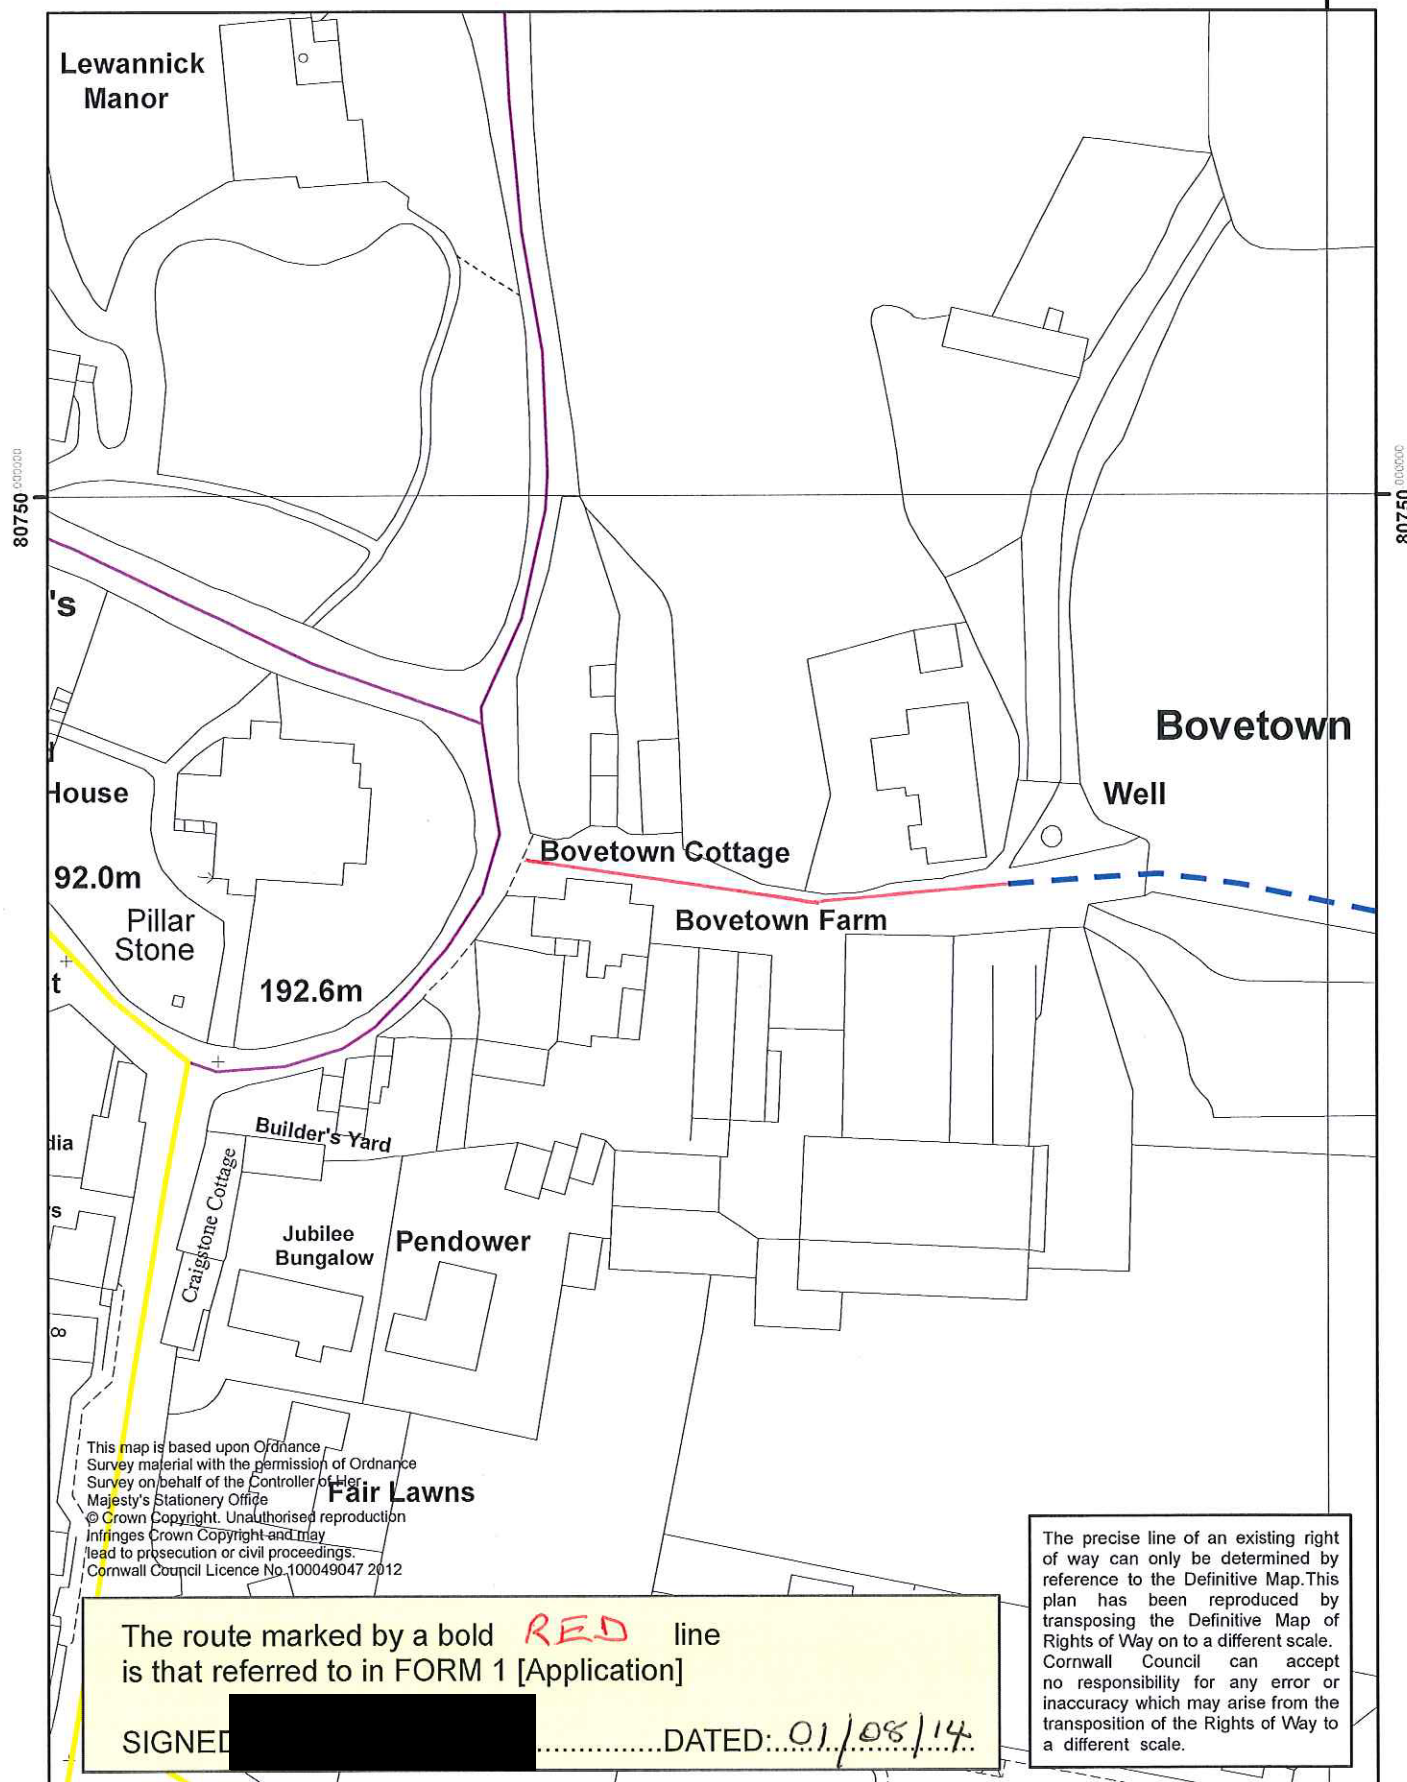 Lewannick
Manor
80750 000000
80750 000000
's
Bovetown
House
Well
Bovetown Cottage
92.0m
Pillar
Stone
Bovetown Farm
t
192.6m
Builder's Yard
dia
Craigstone Cottage
's
Jubilee
Bungalow
Pendower
8
This map is based upon Ordnance
Survey material with the permission of Ordnance
Survey on behalf of the Controller of Her
Majesty's Stationery Office
© Crown Copyright. Unauthorised reproduction
infringes Crown Copyright and may
lead to prosecution or civil proceedings.
Cornwall Council Licence No.100049047 2012
Fair Lawns
The precise line of an existing right
of way can only be determined by
reference to the Definitive Map.This
plan has been reproduced by
transposing the Definitive Map of
Rights of Way on to a different scale.
Cornwall Council can accept
no responsibility for any error or
inaccuracy which may arise from the
transposition of the Rights of Way to
a different scale.
The route marked by a bold RED line
is that referred to in FORM 1 [Application]
SIGNED ..............DATED:..01/08/14..